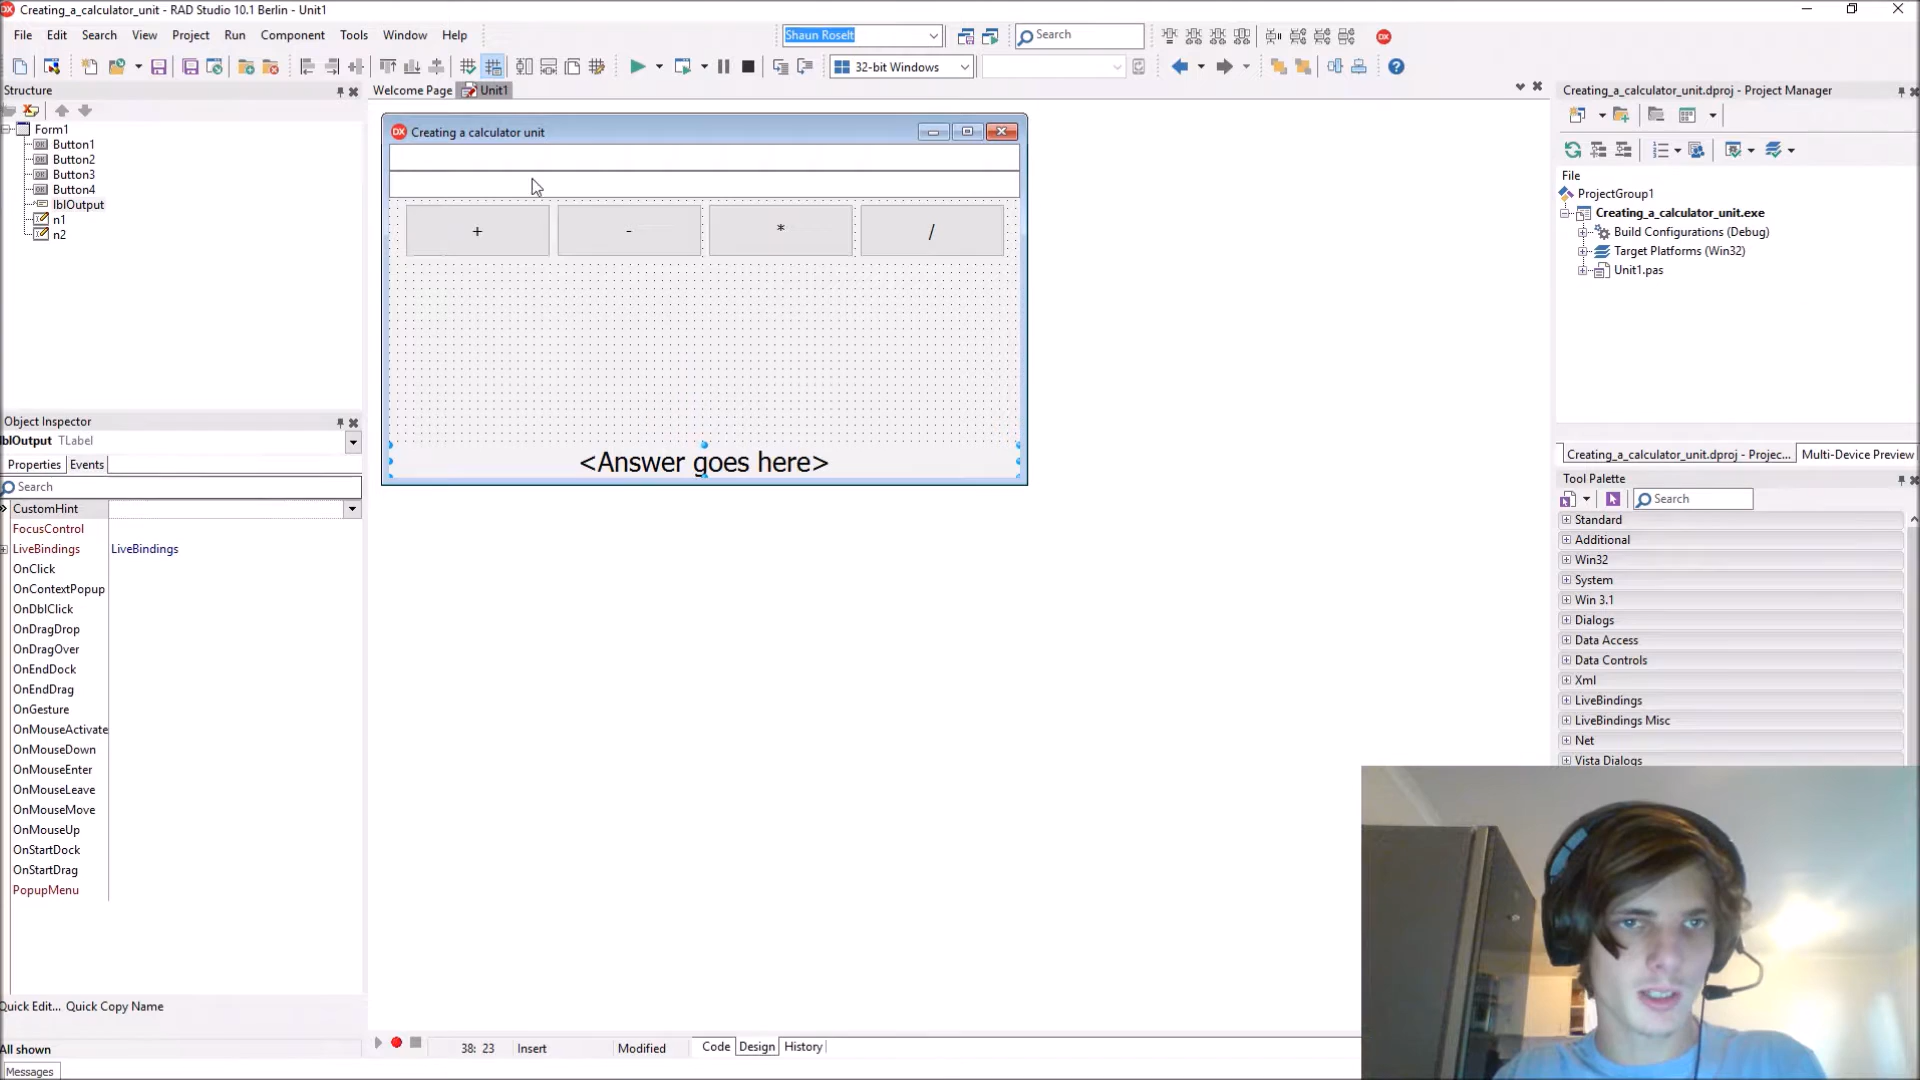 Creating_a_calculator_unit - RAD Studio 10.1 Berlin - Unit1
File Edit Search View Project Run Component Tools Window Help
Shaun Roselt
Search
32-bit Windows
Structure
Welcome Page
Unit1
Creating_a_calculator_unit.dproj - Project Manager
Form1
Button1
Button2
Button3
Button4
lblOutput
n1
n2
Creating a calculator unit
+ - * /
<Answer goes here>
File
ProjectGroup1
Creating_a_calculator_unit.exe
Build Configurations (Debug)
Target Platforms (Win32)
Unit1.pas
Object Inspector
lblOutput TLabel
Properties Events
Search
CustomHint
FocusControl
LiveBindings LiveBindings
OnClick
OnContextPopup
OnDblClick
OnDragDrop
OnDragOver
OnEndDock
OnEndDrag
OnGesture
OnMouseActivate
OnMouseDown
OnMouseEnter
OnMouseLeave
OnMouseMove
OnMouseUp
OnStartDock
OnStartDrag
PopupMenu
Quick Edit... Quick Copy Name
All shown
Messages
Creating_a_calculator_unit.dproj - Projec...
Multi-Device Preview
Tool Palette
Search
Standard
Additional
Win32
System
Win 3.1
Dialogs
Data Access
Data Controls
Xml
LiveBindings
LiveBindings Misc
Net
Vista Dialogs
38: 23
Insert
Modified
Code
Design
History